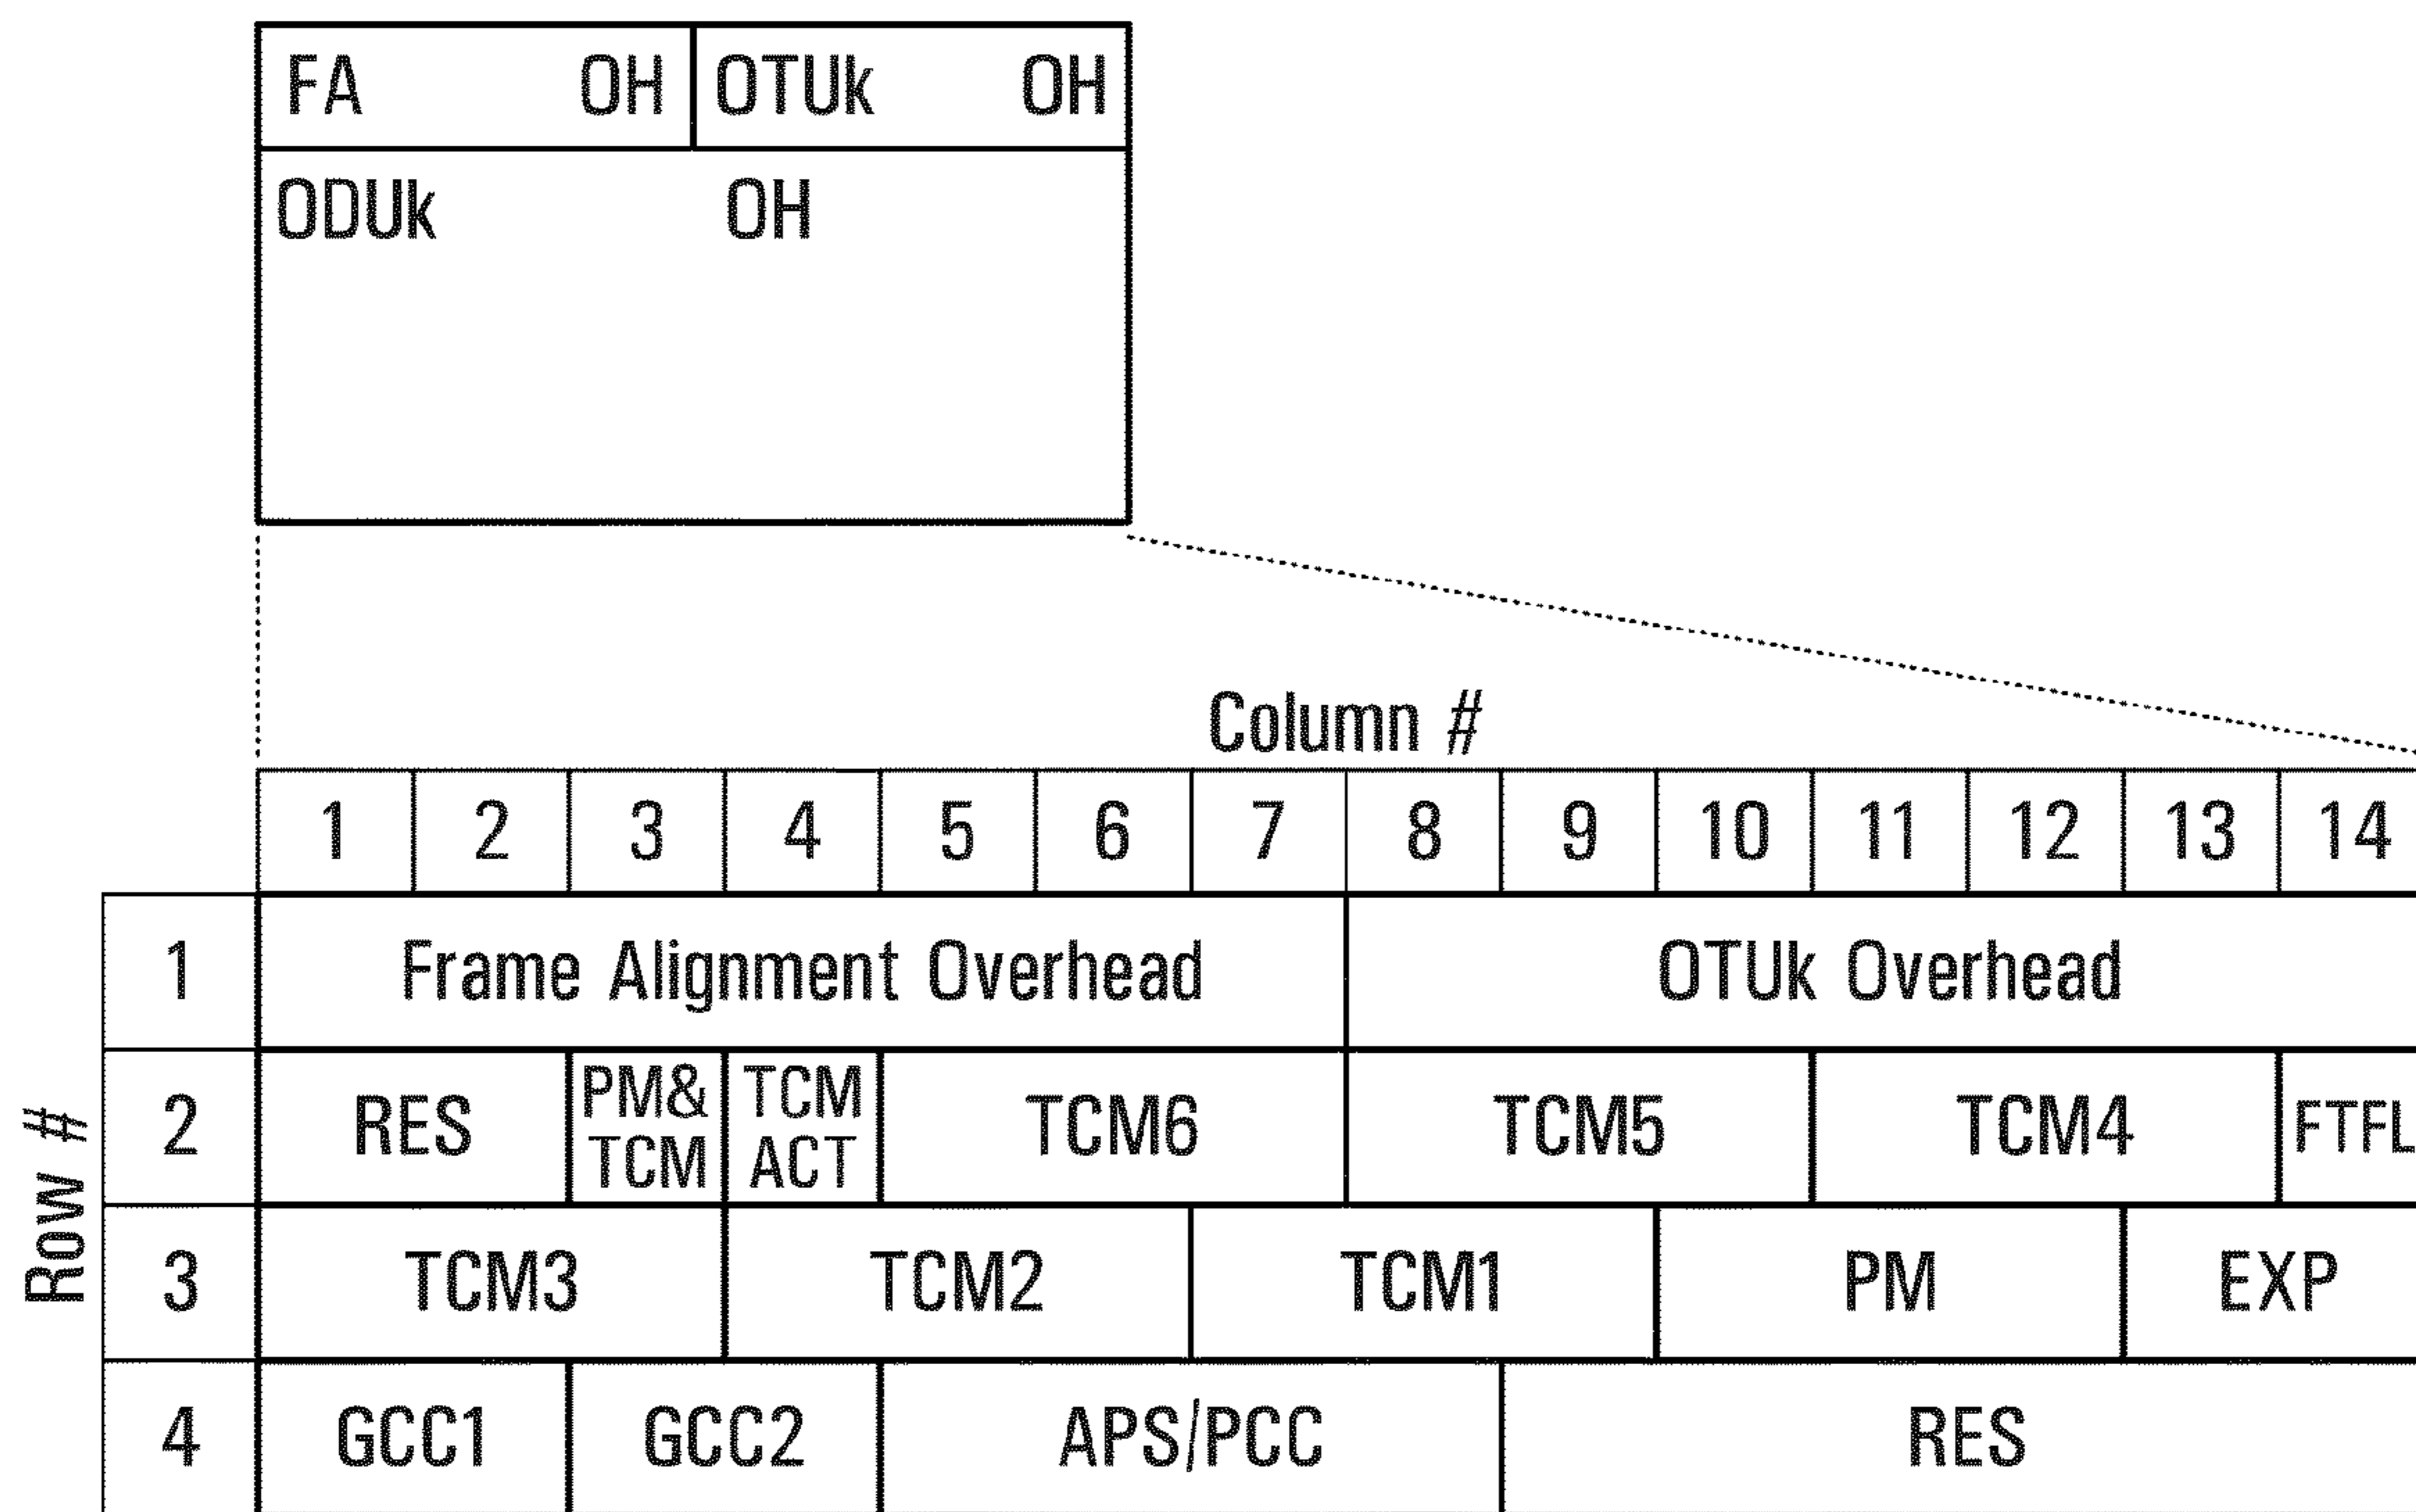 FA OH OTUk OH
ODUk OH
Column #
1 2 3 4 5 6 7 8 9 10 11 12 13 14
Row #
1 Frame Alignment Overhead OTUk Overhead
2 RES PM& TCM TCM ACT TCM6 TCM5 TCM4 FTFL
3 TCM3 TCM2 TCM1 PM EXP
4 GCC1 GCC2 APS/PCC RES